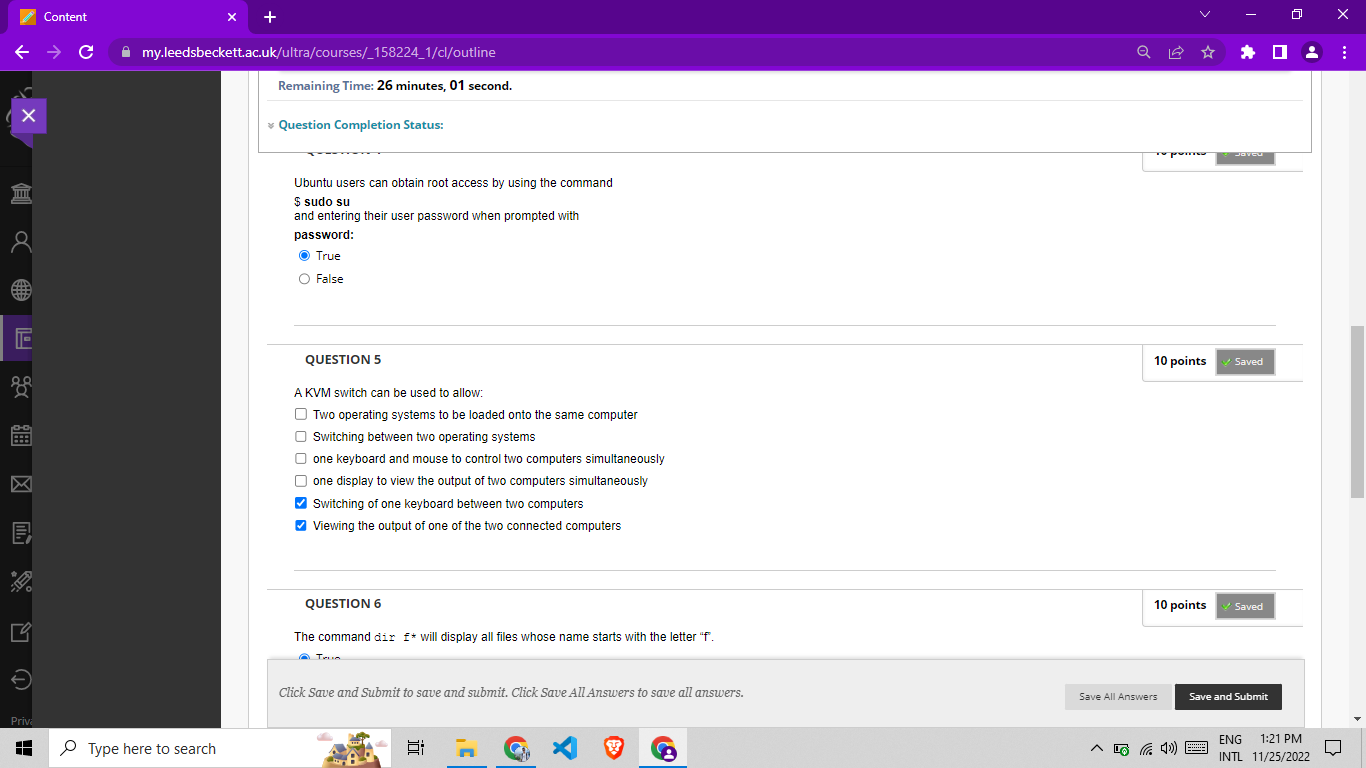 Content
my.leedsbeckett.ac.uk/ultra/courses/_158224_1/cl/outline
Remaining Time: 26 minutes, 01 second.
Question Completion Status:
10 points Saved
Ubuntu users can obtain root access by using the command
$ sudo su
and entering their user password when prompted with
password:
True
False
QUESTION 5
10 points Saved
A KVM switch can be used to allow:
Two operating systems to be loaded onto the same computer
Switching between two operating systems
one keyboard and mouse to control two computers simultaneously
one display to view the output of two computers simultaneously
Switching of one keyboard between two computers
Viewing the output of one of the two connected computers
QUESTION 6
10 points Saved
The command dir f* will display all files whose name starts with the letter “f”.
True
Click Save and Submit to save and submit. Click Save All Answers to save all answers.
Save All Answers Save and Submit
Priv
Type here to search
ENG
INTL
1:21 PM
11/25/2022